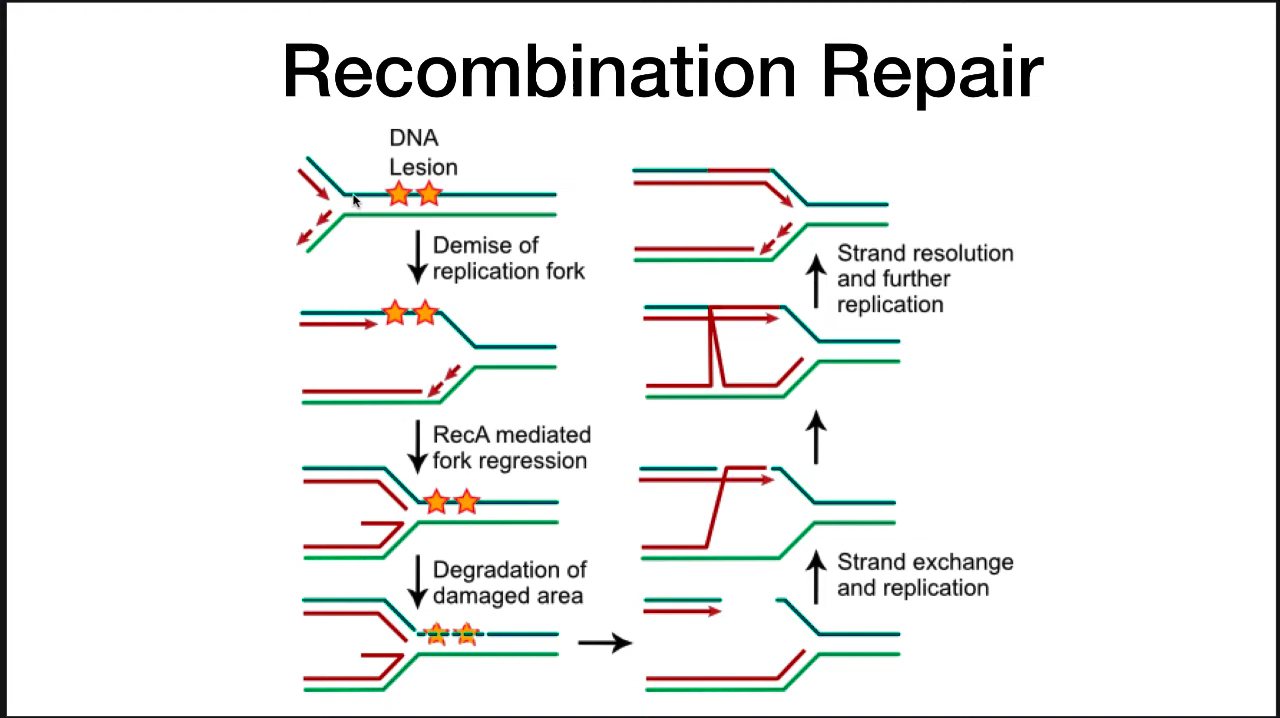 Recombination Repair
DNA
Lesion
Demise of
replication fork
RecA mediated
fork regression
Degradation of
damaged area
Strand exchange
and replication
Strand resolution
and further
replication